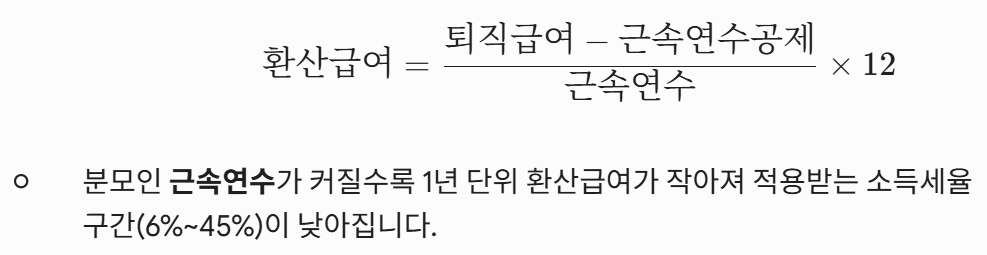 환산급여 = (퇴직급여 − 근속연수공제) / 근속연수 × 12
○ 분모인 근속연수가 커질수록 1년 단위 환산급여가 작아져 적용받는 소득세율
구간(6%~45%)이 낮아집니다.